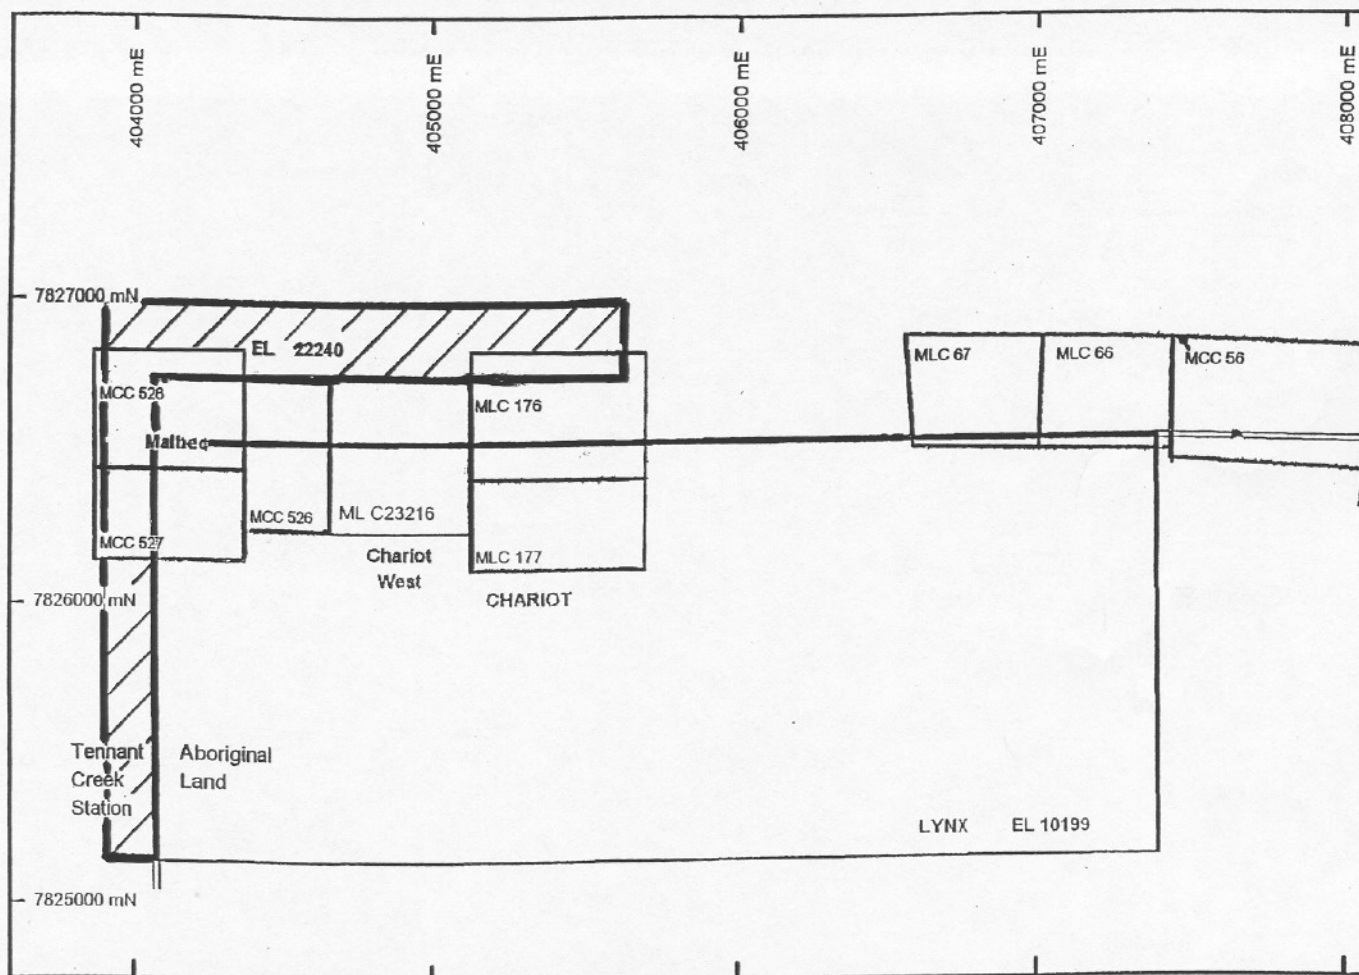 404000 mE
405000 mE
406000 mE
407000 mE
408000 mE
7827000 mN
EL 22240
MLC 67
MLC 66
MCC 56
MCC 528
MLC 176
Malbec
MCC 526
ML C23216
MCC 527
Chariot
West
MLC 177
7826000 mN
CHARIOT
Tennant
Creek
Station
Aboriginal
Land
LYNX EL 10199
7825000 mN